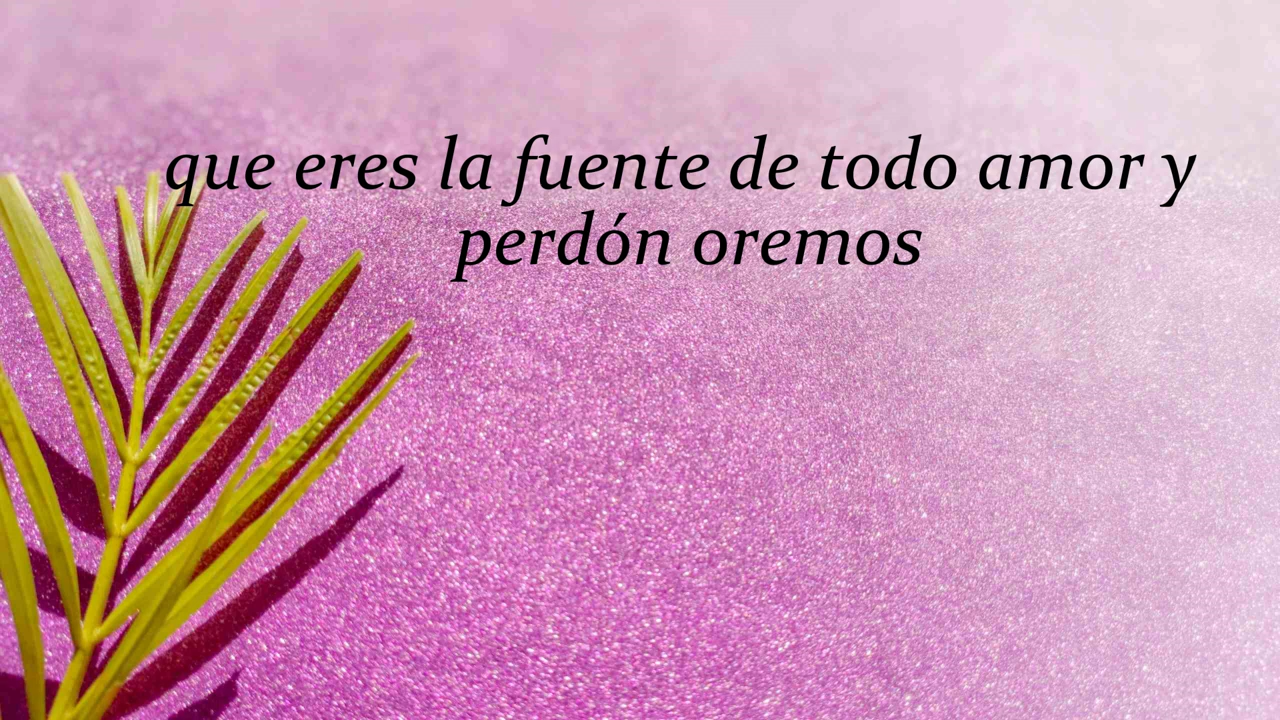 que eres la fuente de todo amor y
perdón oremos